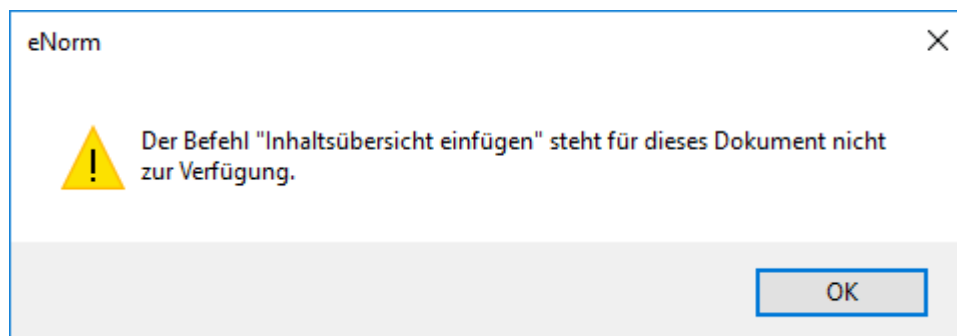 eNorm
Der Befehl "Inhaltsübersicht einfügen" steht für dieses Dokument nicht
zur Verfügung.
OK